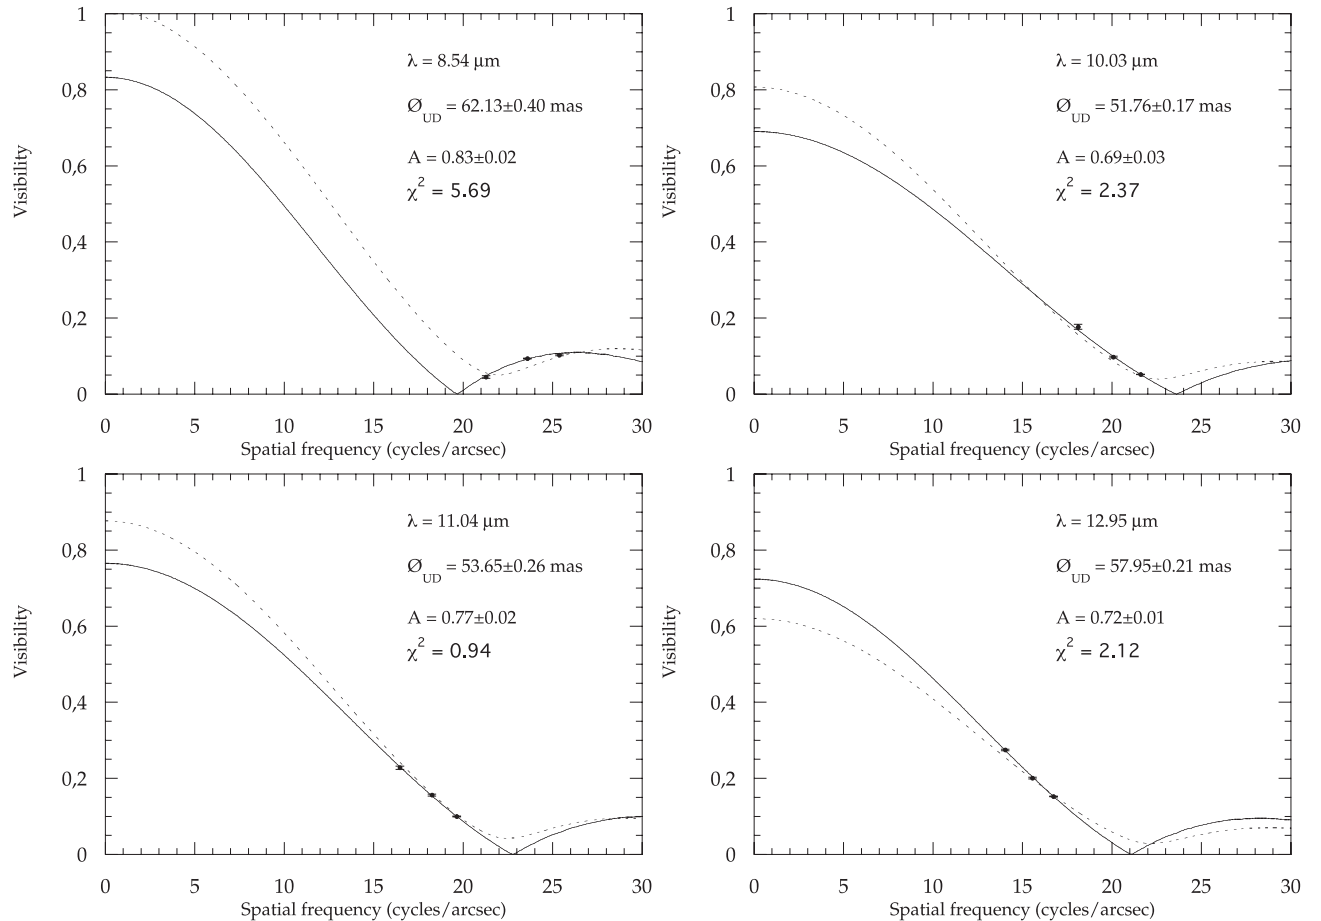 1
0,8
0,6
0,4
0,2
0
Visibility
λ = 8.54 µm
Ø_UD = 62.13±0.40 mas
A = 0.83±0.02
χ² = 5.69
0 5 10 15 20 25 30
Spatial frequency (cycles/arcsec)
1
0,8
0,6
0,4
0,2
0
Visibility
λ = 10.03 µm
Ø_UD = 51.76±0.17 mas
A = 0.69±0.03
χ² = 2.37
0 5 10 15 20 25 30
Spatial frequency (cycles/arcsec)
1
0,8
0,6
0,4
0,2
0
Visibility
λ = 11.04 µm
Ø_UD = 53.65±0.26 mas
A = 0.77±0.02
χ² = 0.94
0 5 10 15 20 25 30
Spatial frequency (cycles/arcsec)
1
0,8
0,6
0,4
0,2
0
Visibility
λ = 12.95 µm
Ø_UD = 57.95±0.21 mas
A = 0.72±0.01
χ² = 2.12
0 5 10 15 20 25 30
Spatial frequency (cycles/arcsec)